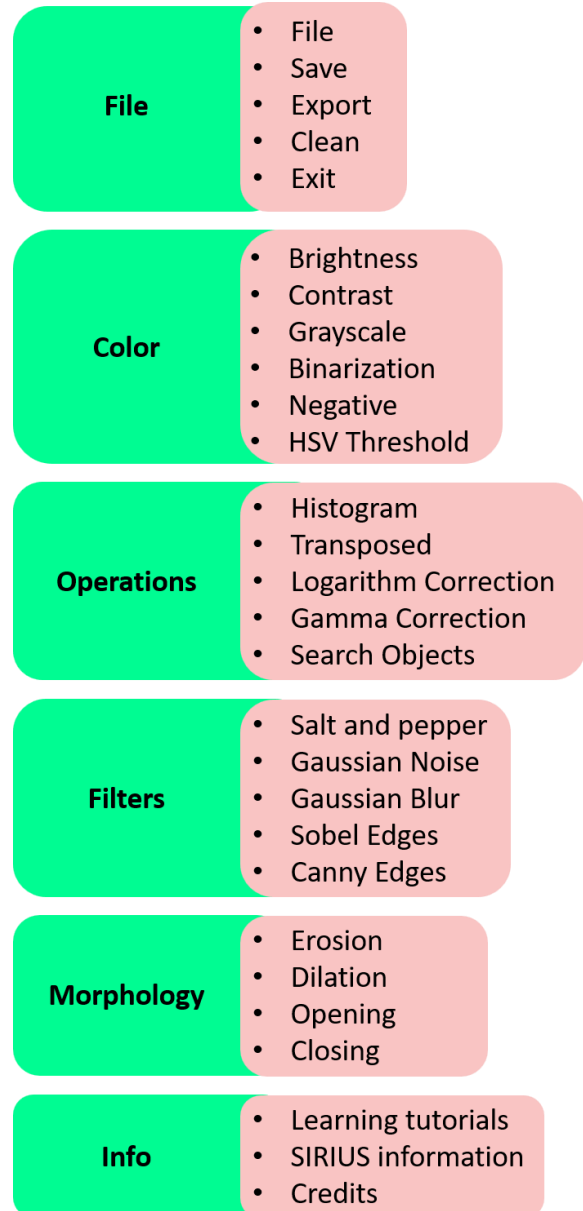 File
• File
• Save
• Export
• Clean
• Exit
Color
• Brightness
• Contrast
• Grayscale
• Binarization
• Negative
• HSV Threshold
Operations
• Histogram
• Transposed
• Logarithm Correction
• Gamma Correction
• Search Objects
Filters
• Salt and pepper
• Gaussian Noise
• Gaussian Blur
• Sobel Edges
• Canny Edges
Morphology
• Erosion
• Dilation
• Opening
• Closing
Info
• Learning tutorials
• SIRIUS information
• Credits